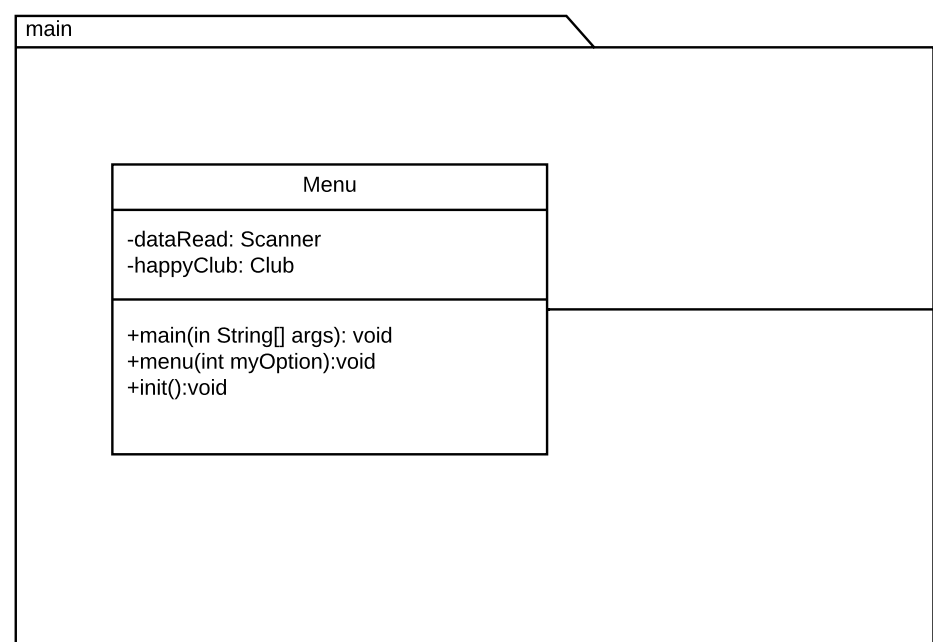 main
Menu
-dataRead: Scanner
-happyClub: Club
+main(in String[] args): void
+menu(int myOption):void
+init():void